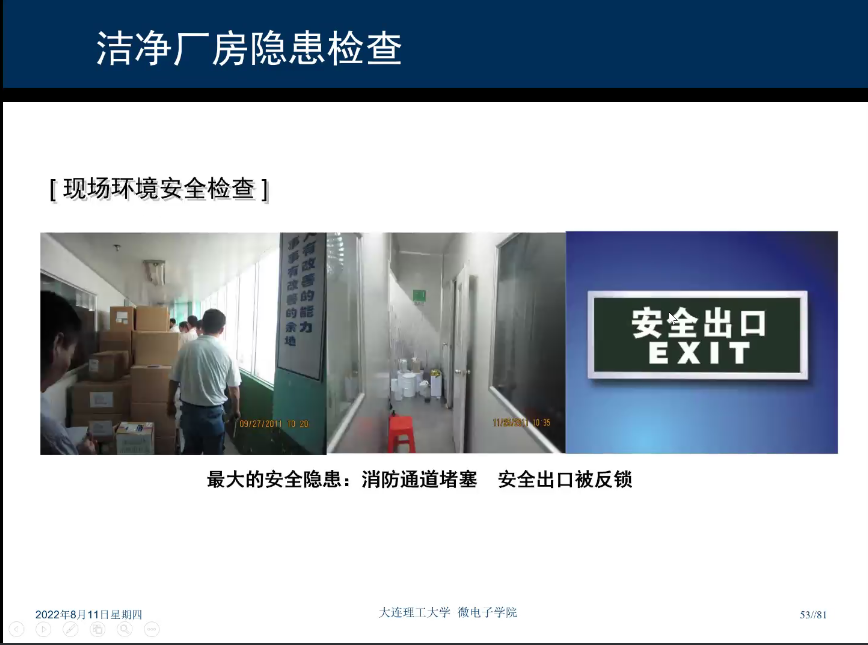 洁净厂房隐患检查
[ 现场环境安全检查 ]
人有改善的能力
事事有改善的余地
09/27/2011 10:20
安全出口
EXIT
最大的安全隐患：消防通道堵塞 安全出口被反锁
2022年8月11日星期四
大连理工大学 微电子学院
53//81